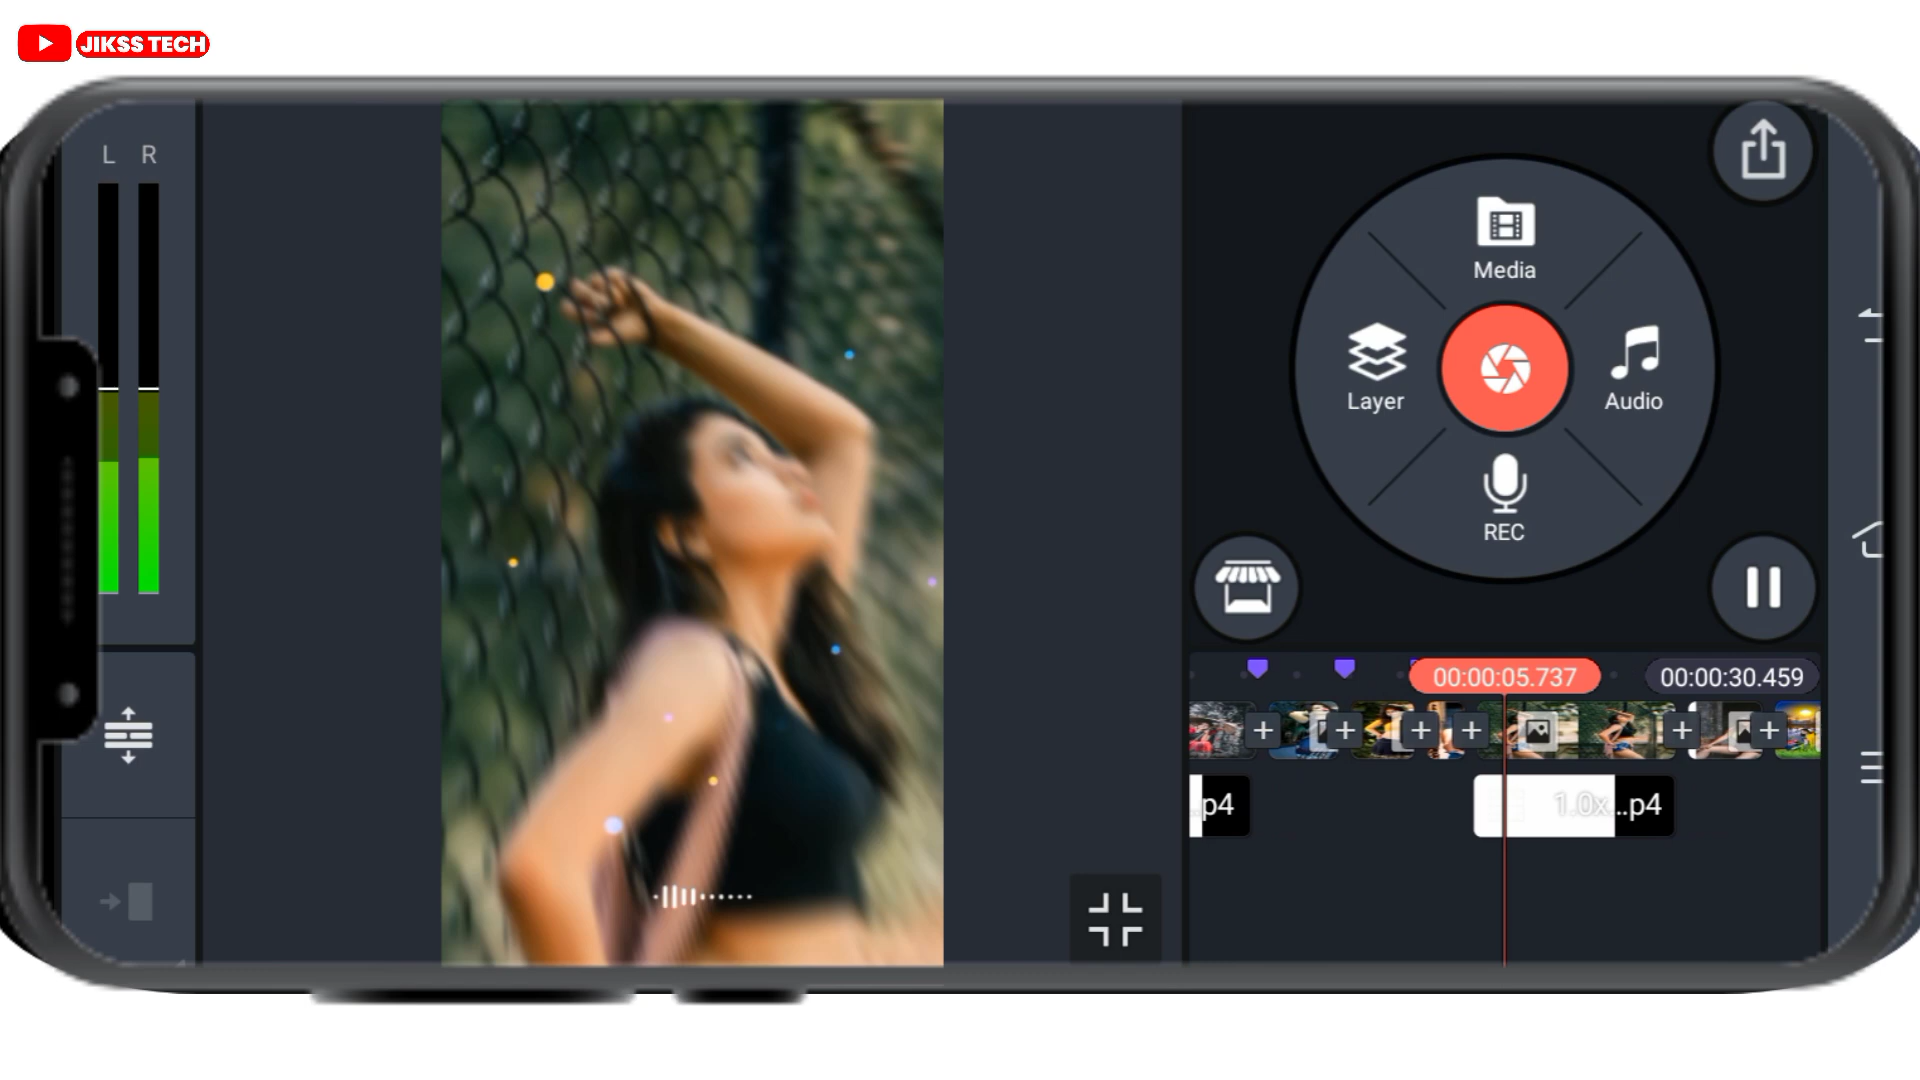 JIKSS TECH
L R
Media
Layer
Audio
REC
00:00:05.737
00:00:30.459
..p4
1.0x ..p4